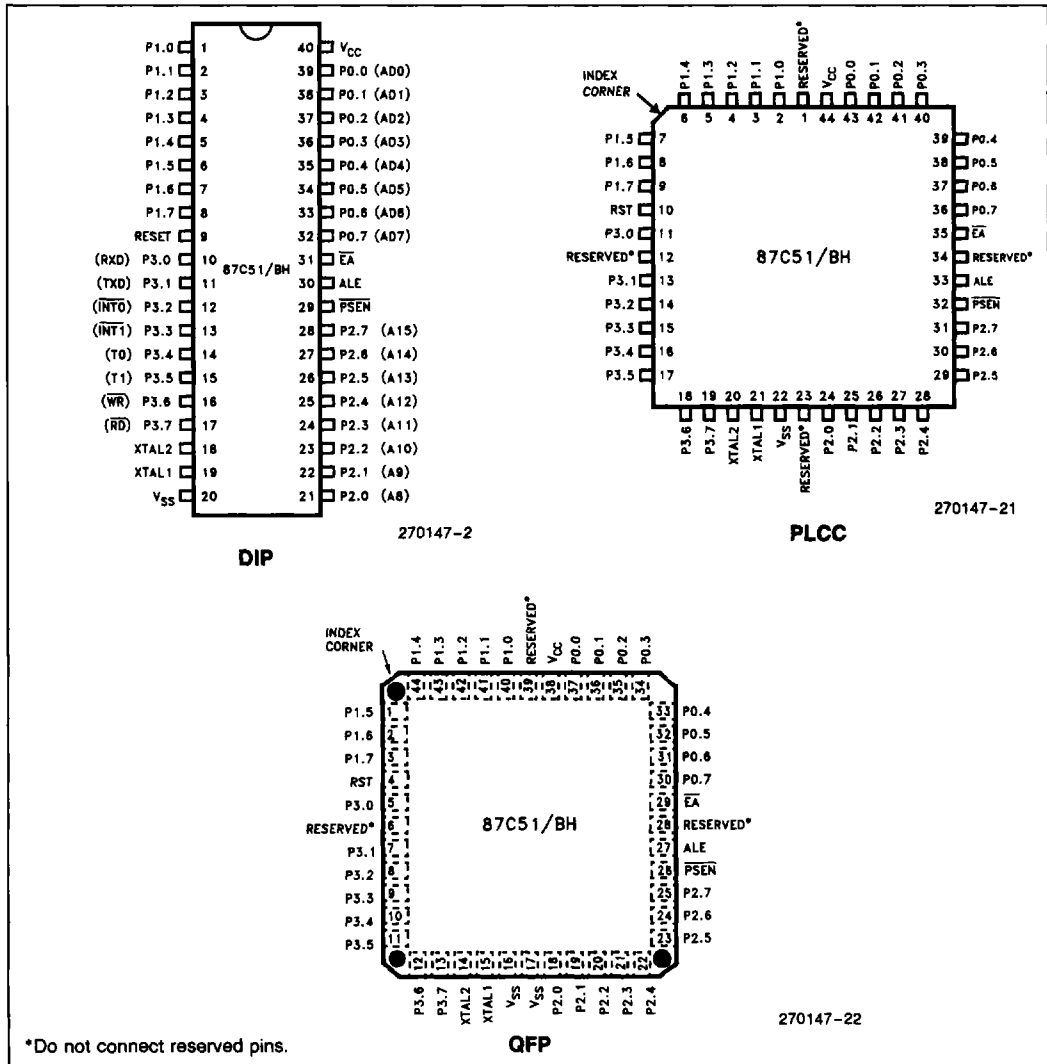 P1.0 1 40 VCC
P1.1 2 39 P0.0 (AD0)
P1.2 3 38 P0.1 (AD1)
P1.3 4 37 P0.2 (AD2)
P1.4 5 36 P0.3 (AD3)
P1.5 6 35 P0.4 (AD4)
P1.6 7 34 P0.5 (AD5)
P1.7 8 33 P0.6 (AD6)
RESET 9 32 P0.7 (AD7)
(RXD) P3.0 10 87C51/BH 31 EA
(TXD) P3.1 11 30 ALE
(INT0) P3.2 12 29 PSEN
(INT1) P3.3 13 28 P2.7 (A15)
(T0) P3.4 14 27 P2.6 (A14)
(T1) P3.5 15 26 P2.5 (A13)
(WR) P3.6 16 25 P2.4 (A12)
(RD) P3.7 17 24 P2.3 (A11)
XTAL2 18 23 P2.2 (A10)
XTAL1 19 22 P2.1 (A9)
VSS 20 21 P2.0 (A8)
270147-2
DIP
INDEX
CORNER
P1.4 P1.3 P1.2 P1.1 P1.0 RESERVED* VCC P0.0 P0.1 P0.2 P0.3
6 5 4 3 2 1 44 43 42 41 40
P1.5 7 39 P0.4
P1.6 8 38 P0.5
P1.7 9 37 P0.6
RST 10 36 P0.7
P3.0 11 35 EA
RESERVED* 12 87C51/BH 34 RESERVED*
P3.1 13 33 ALE
P3.2 14 32 PSEN
P3.3 15 31 P2.7
P3.4 16 30 P2.6
P3.5 17 29 P2.5
18 19 20 21 22 23 24 25 26 27 28
P3.6 P3.7 XTAL2 XTAL1 VSS RESERVED* P2.0 P2.1 P2.2 P2.3 P2.4
270147-21
PLCC
INDEX
CORNER
P1.4 P1.3 P1.2 P1.1 P1.0 RESERVED* VCC P0.0 P0.1 P0.2 P0.3
44 43 42 41 40 39 38 37 36 35 34
P1.5 1 33 P0.4
P1.6 2 32 P0.5
P1.7 3 31 P0.6
RST 4 30 P0.7
P3.0 5 29 EA
RESERVED* 6 87C51/BH 28 RESERVED*
P3.1 7 27 ALE
P3.2 8 26 PSEN
P3.3 9 25 P2.7
P3.4 10 24 P2.6
P3.5 11 23 P2.5
12 13 14 15 16 17 18 19 20 21 22
P3.6 P3.7 XTAL2 XTAL1 VSS VSS P2.0 P2.1 P2.2 P2.3 P2.4
270147-22
*Do not connect reserved pins.
QFP